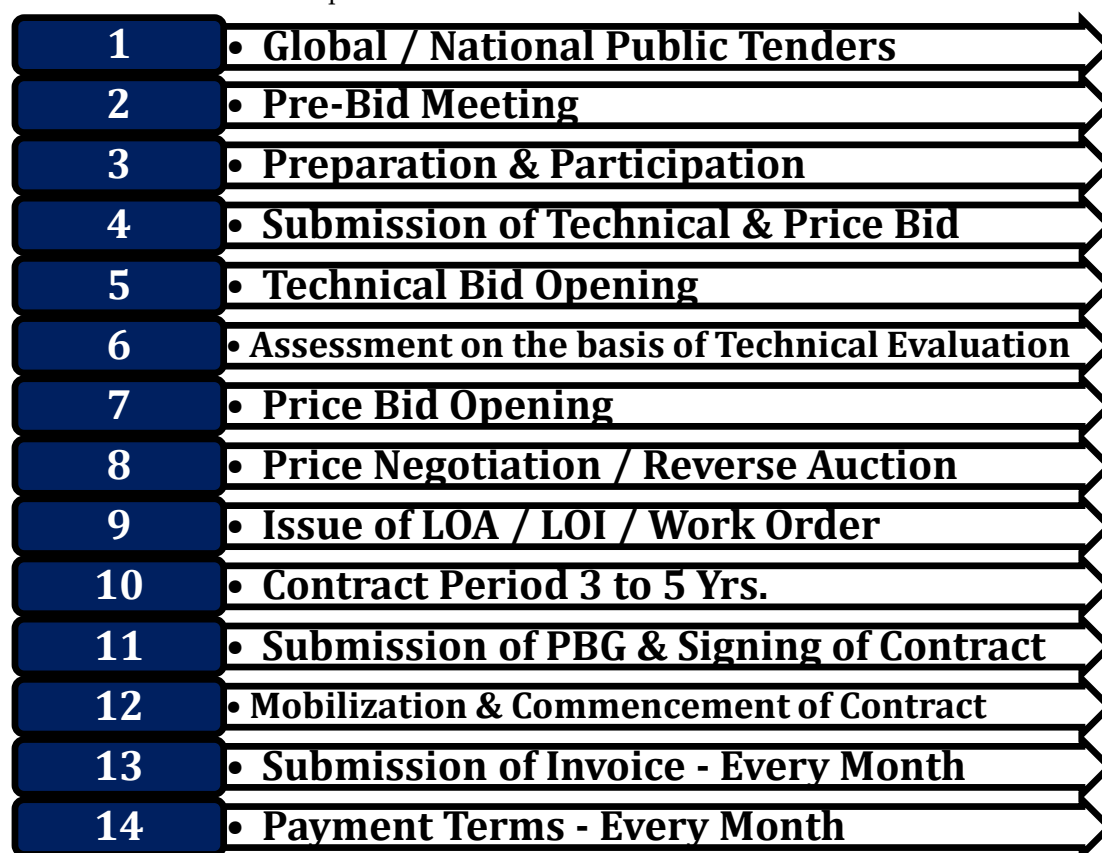 1 • Global / National Public Tenders
2 • Pre-Bid Meeting
3 • Preparation & Participation
4 • Submission of Technical & Price Bid
5 • Technical Bid Opening
6 • Assessment on the basis of Technical Evaluation
7 • Price Bid Opening
8 • Price Negotiation / Reverse Auction
9 • Issue of LOA / LOI / Work Order
10 • Contract Period 3 to 5 Yrs.
11 • Submission of PBG & Signing of Contract
12 • Mobilization & Commencement of Contract
13 • Submission of Invoice - Every Month
14 • Payment Terms - Every Month